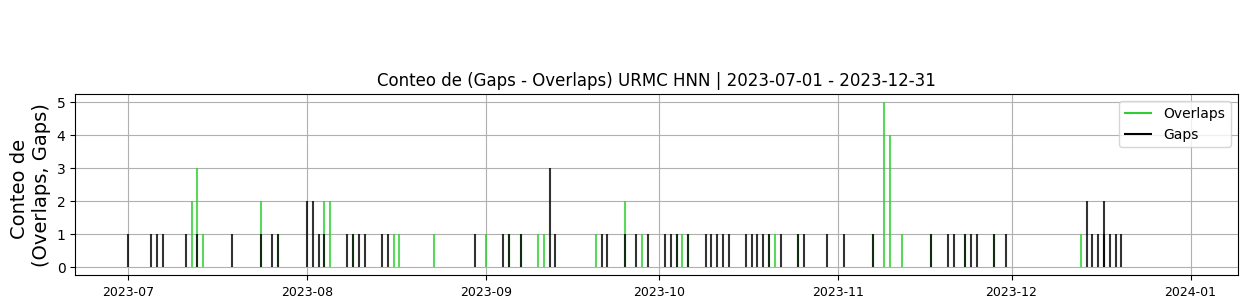 Conteo de (Gaps - Overlaps) URMC HNN | 2023-07-01 - 2023-12-31
Conteo de
(Overlaps, Gaps)
5
4
3
2
1
0
Overlaps
Gaps
2023-07
2023-08
2023-09
2023-10
2023-11
2023-12
2024-01